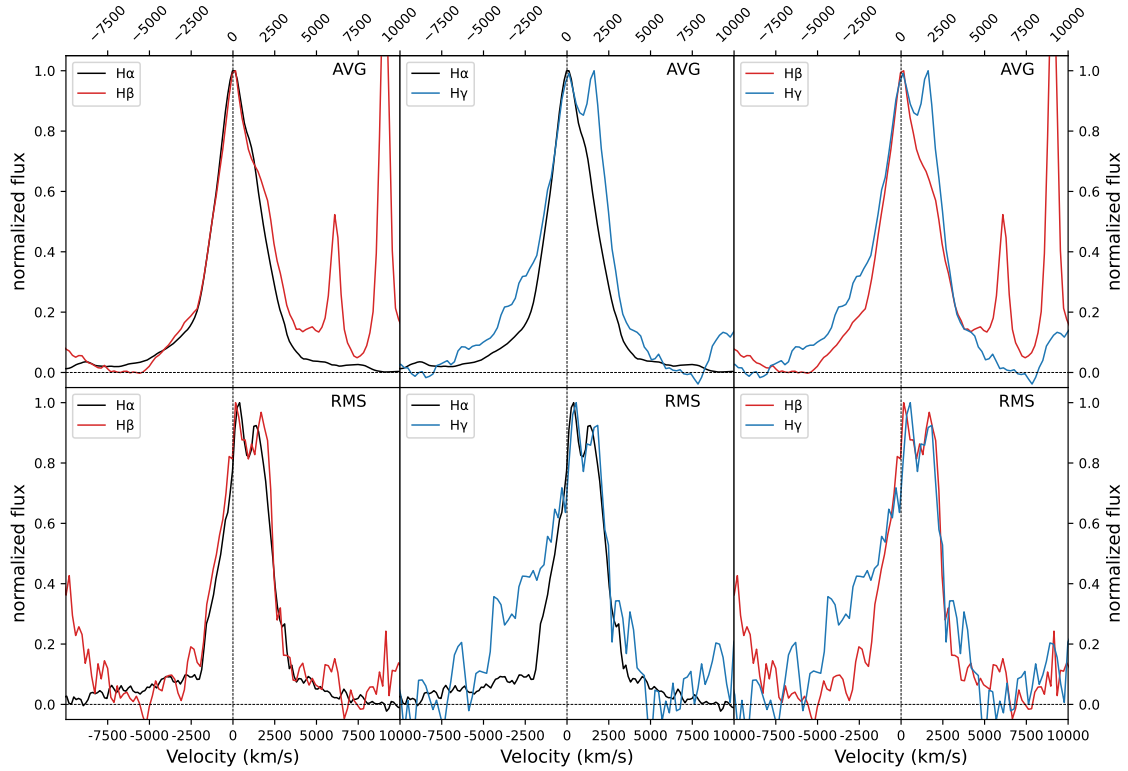 −7500 −5000 −2500 0 2500 5000 7500 10000 −7500 −5000 −2500 0 2500 5000 7500 10000 −7500 −5000 −2500 0 2500 5000 7500 10000
AVG AVG AVG
Hα Hα Hβ
Hβ Hγ Hγ
1.0 1.0
0.8 0.8
0.6 0.6
0.4 0.4
0.2 0.2
0.0 0.0
normalized flux normalized flux
RMS RMS RMS
Hα Hα Hβ
Hβ Hγ Hγ
1.0 1.0
0.8 0.8
0.6 0.6
0.4 0.4
0.2 0.2
0.0 0.0
normalized flux normalized flux
-7500 -5000 -2500 0 2500 5000 7500 10000 -7500 -5000 -2500 0 2500 5000 7500 10000 -7500 -5000 -2500 0 2500 5000 7500 10000
Velocity (km/s) Velocity (km/s) Velocity (km/s)